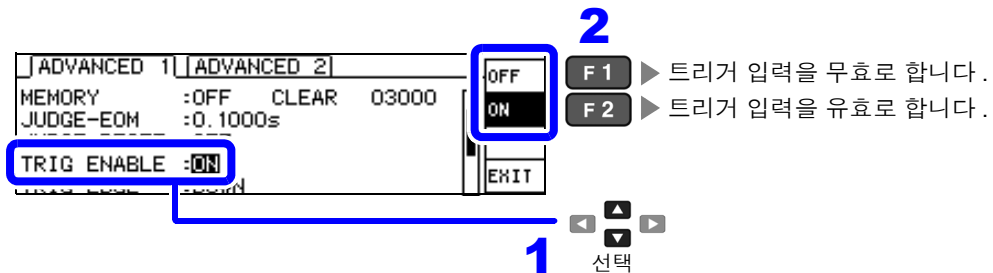 2
ADVANCED 1 ADVANCED 2
MEMORY :OFF CLEAR 03000
JUDGE-EOM :0.1000s
TRIG ENABLE :ON
OFF
ON
EXIT
F 1 ▶ 트리거 입력을 무효로 합니다 .
F 2 ▶ 트리거 입력을 유효로 합니다 .
1
선택